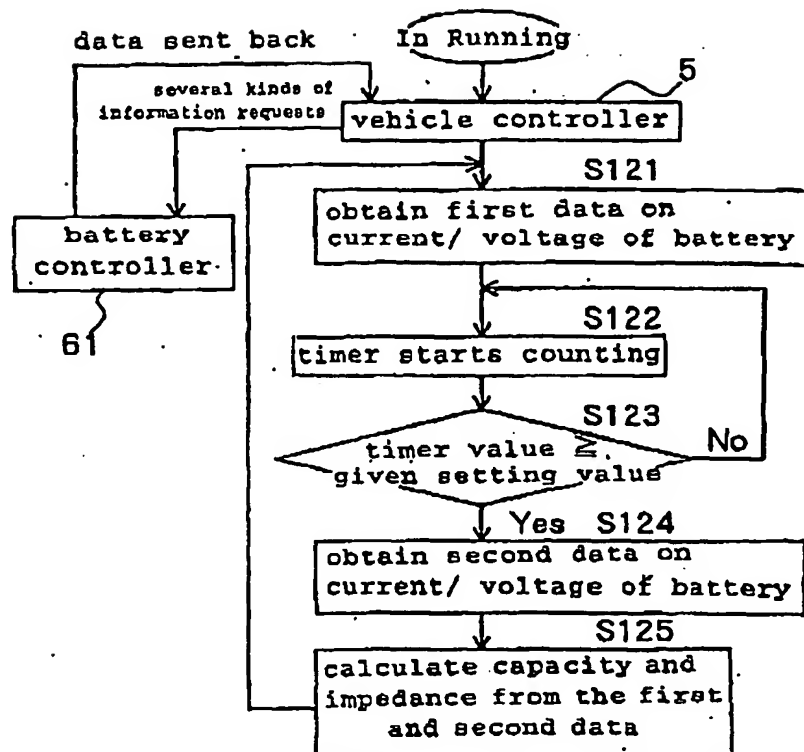 data sent back
In Running
several kinds of
information requests
5
vehicle controller
S121
obtain first data on
current/ voltage of battery
battery
controller
61
S122
timer starts counting
S123
timer value ≧
given setting value
No
Yes S124
obtain second data on
current/ voltage of battery
S125
calculate capacity and
impedance from the first
and second data